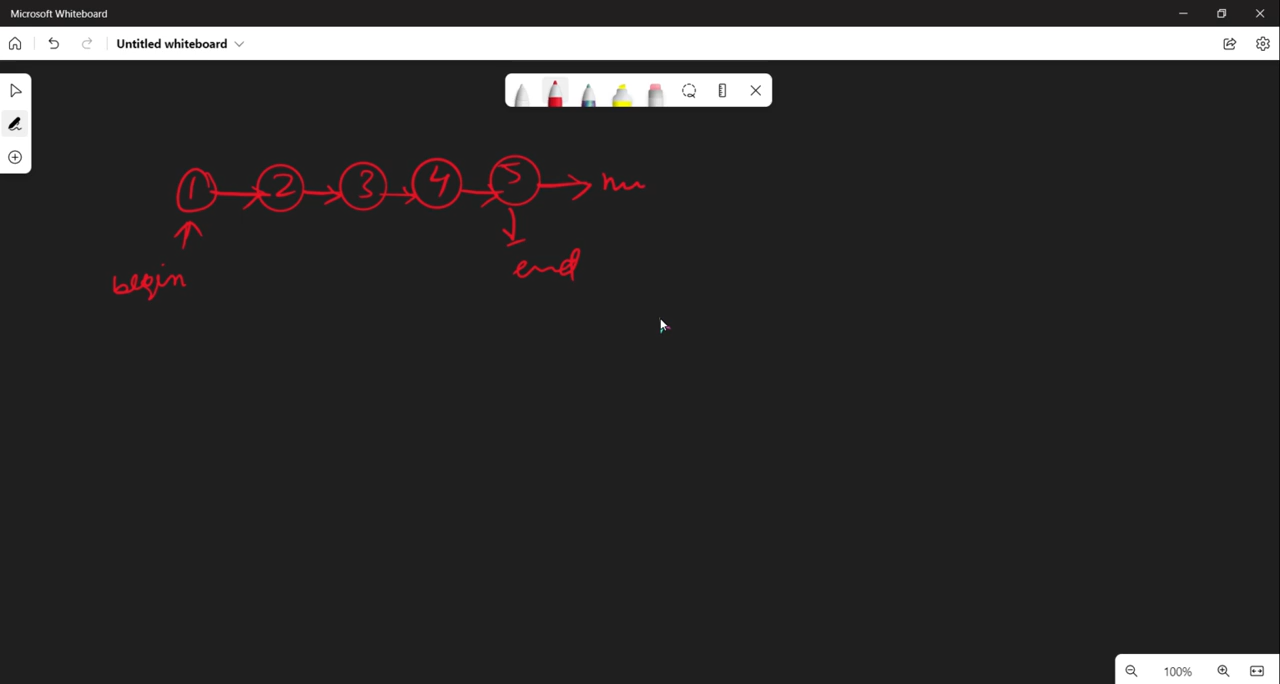 Microsoft Whiteboard
Untitled whiteboard
1 2 3 4 5
begin
end
100%